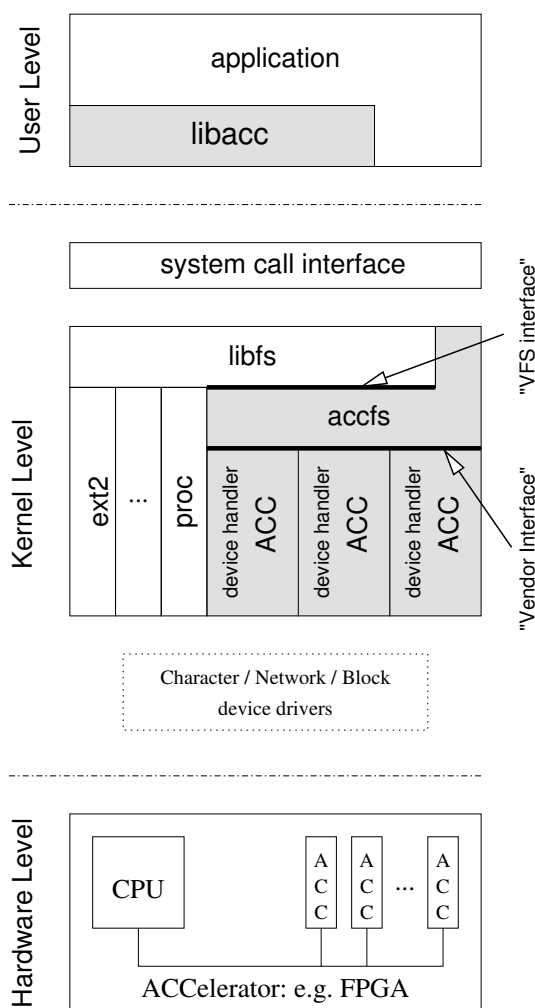 User Level
application
libacc
system call interface
Kernel Level
libfs
"VFS interface"
accfs
"Vendor Interface"
ext2
...
proc
device handler
ACC
device handler
ACC
device handler
ACC
Character / Network / Block
device drivers
Hardware Level
CPU
A
C
C
A
C
C
...
A
C
C
ACCelerator: e.g. FPGA